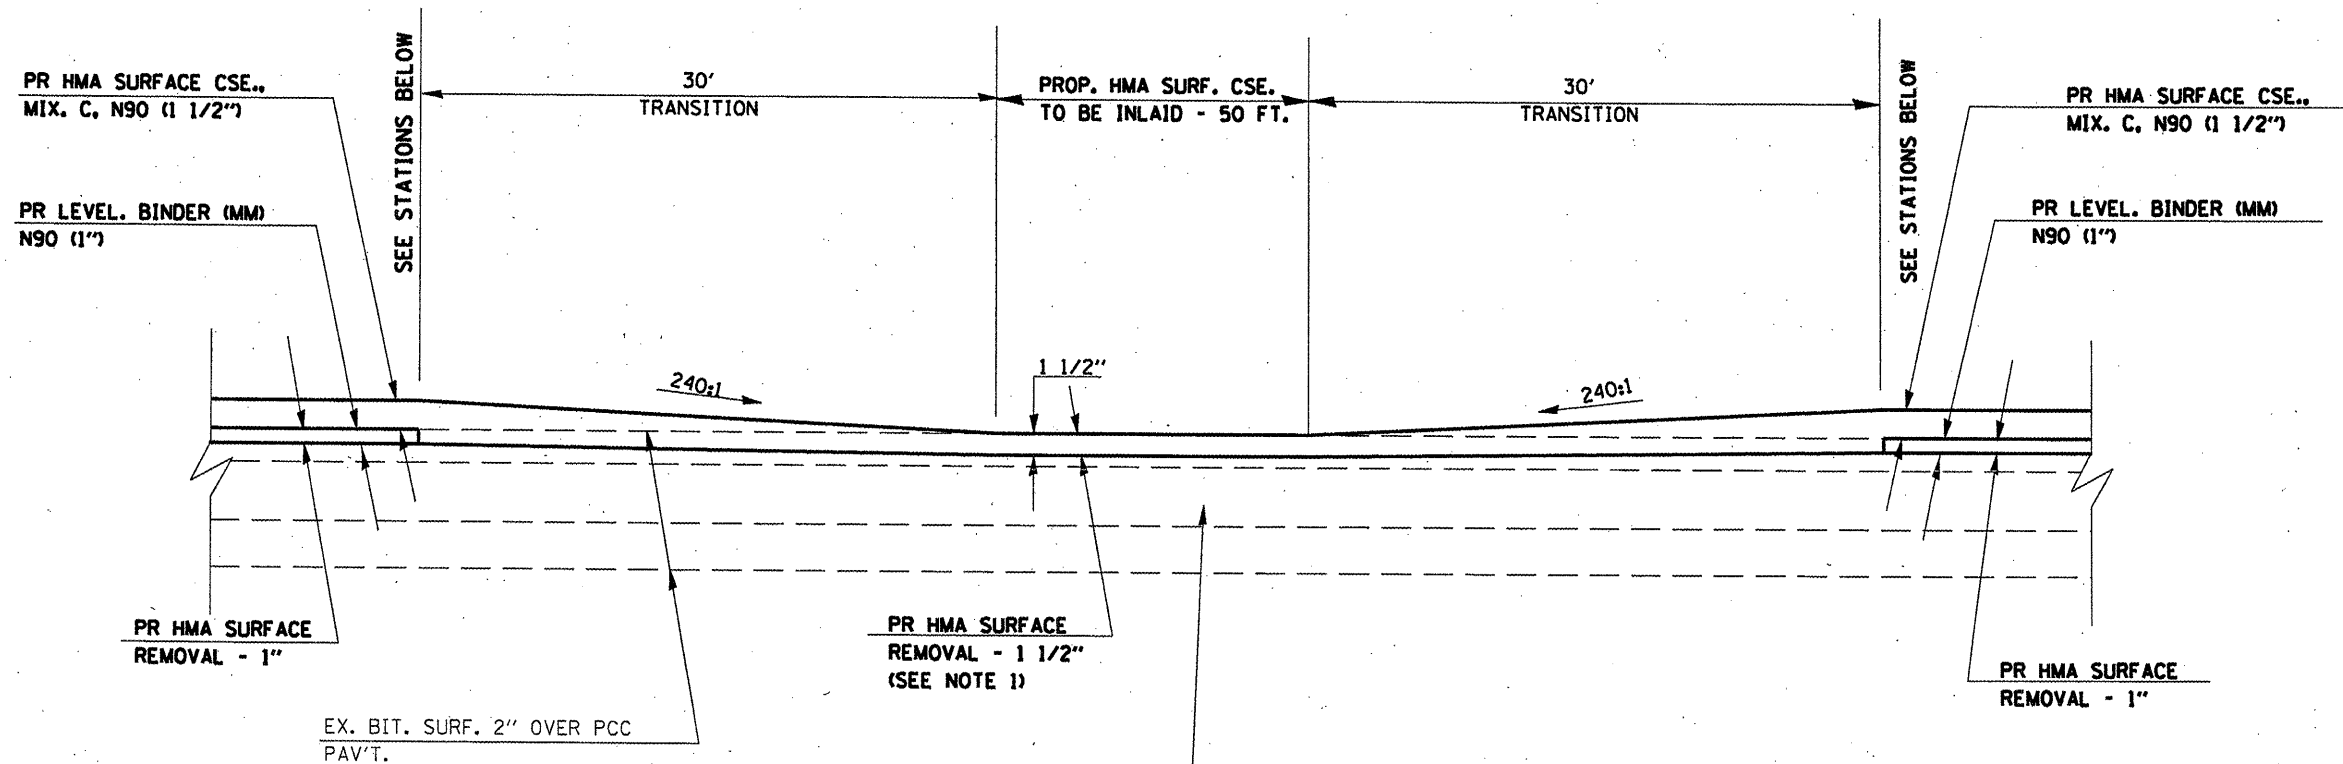 PR HMA SURFACE CSE.,
MIX. C, N90 (1 1/2")
SEE STATIONS BELOW
30'
TRANSITION
PROP. HMA SURF. CSE.
TO BE INLAID - 50 FT.
30'
TRANSITION
SEE STATIONS BELOW
PR HMA SURFACE CSE.,
MIX. C, N90 (1 1/2")
PR LEVEL. BINDER (MM)
N90 (1")
PR LEVEL. BINDER (MM)
N90 (1")
240:1
1 1/2"
240:1
PR HMA SURFACE
REMOVAL - 1"
PR HMA SURFACE
REMOVAL - 1 1/2"
(SEE NOTE 1)
PR HMA SURFACE
REMOVAL - 1"
EX. BIT. SURF. 2" OVER PCC
PAV'T.